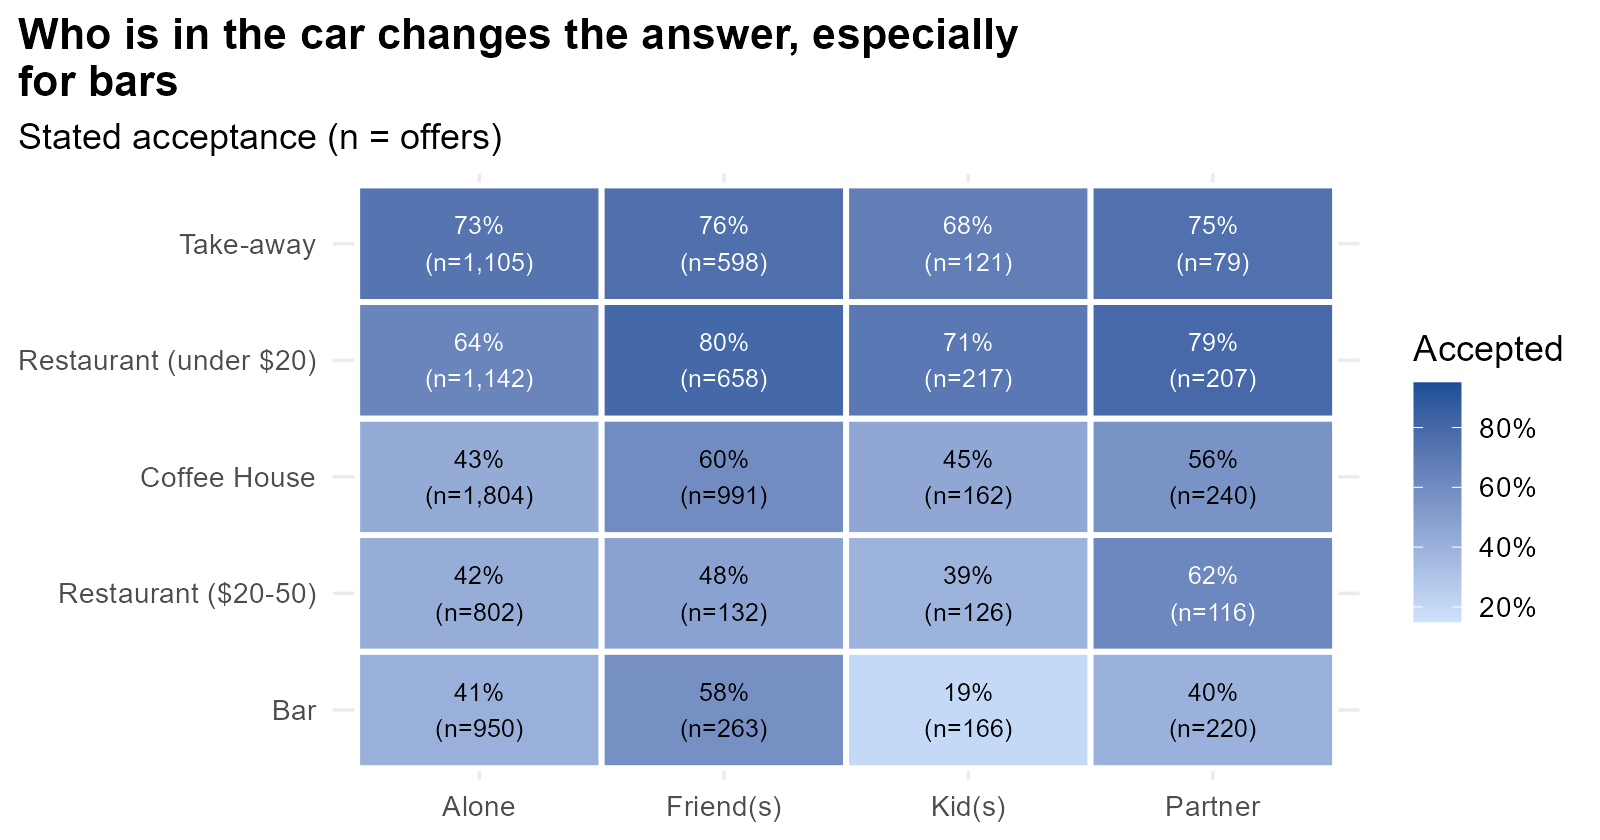 Who is in the car changes the answer, especially
for bars
Stated acceptance (n = offers)
Take-away
73%
(n=1,105)
76%
(n=598)
68%
(n=121)
75%
(n=79)
Restaurant (under $20)
64%
(n=1,142)
80%
(n=658)
71%
(n=217)
79%
(n=207)
Coffee House
43%
(n=1,804)
60%
(n=991)
45%
(n=162)
56%
(n=240)
Restaurant ($20-50)
42%
(n=802)
48%
(n=132)
39%
(n=126)
62%
(n=116)
Bar
41%
(n=950)
58%
(n=263)
19%
(n=166)
40%
(n=220)
Alone
Friend(s)
Kid(s)
Partner
Accepted
80%
60%
40%
20%